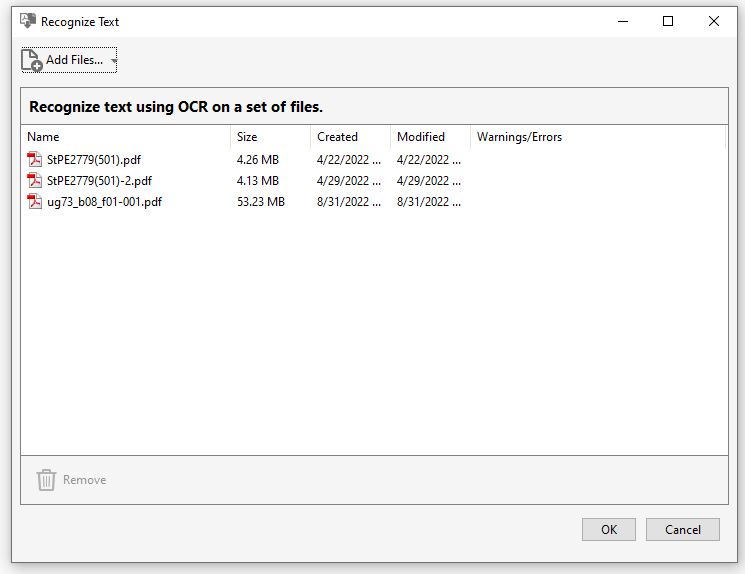 Recognize Text
Add Files...
Recognize text using OCR on a set of files.
Name Size Created Modified Warnings/Errors
StPE2779(501).pdf 4.26 MB 4/22/2022 ... 4/22/2022 ...
StPE2779(501)-2.pdf 4.13 MB 4/29/2022 ... 4/29/2022 ...
ug73_b08_f01-001.pdf 53.23 MB 8/31/2022 ... 8/31/2022 ...
Remove
OK Cancel